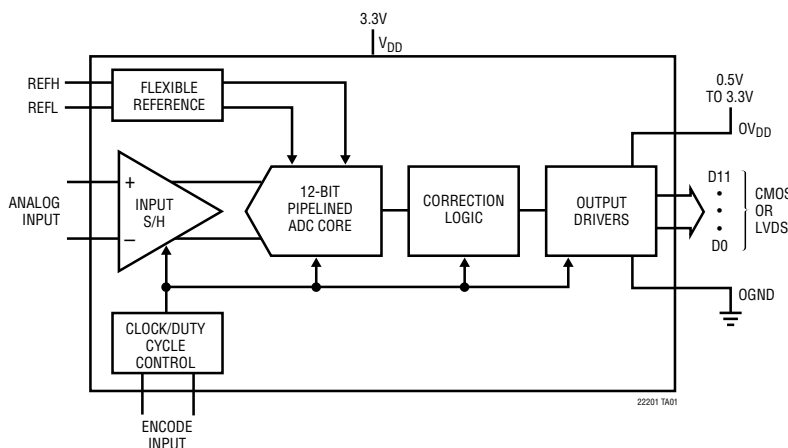 3.3V
VDD
REFH
REFL
FLEXIBLE
REFERENCE
0.5V
TO 3.3V
OVDD
ANALOG
INPUT
+
−
INPUT
S/H
12-BIT
PIPELINED
ADC CORE
CORRECTION
LOGIC
OUTPUT
DRIVERS
D11
•
•
•
D0
CMOS
OR
LVDS
OGND
CLOCK/DUTY
CYCLE
CONTROL
ENCODE
INPUT
22201 TA01